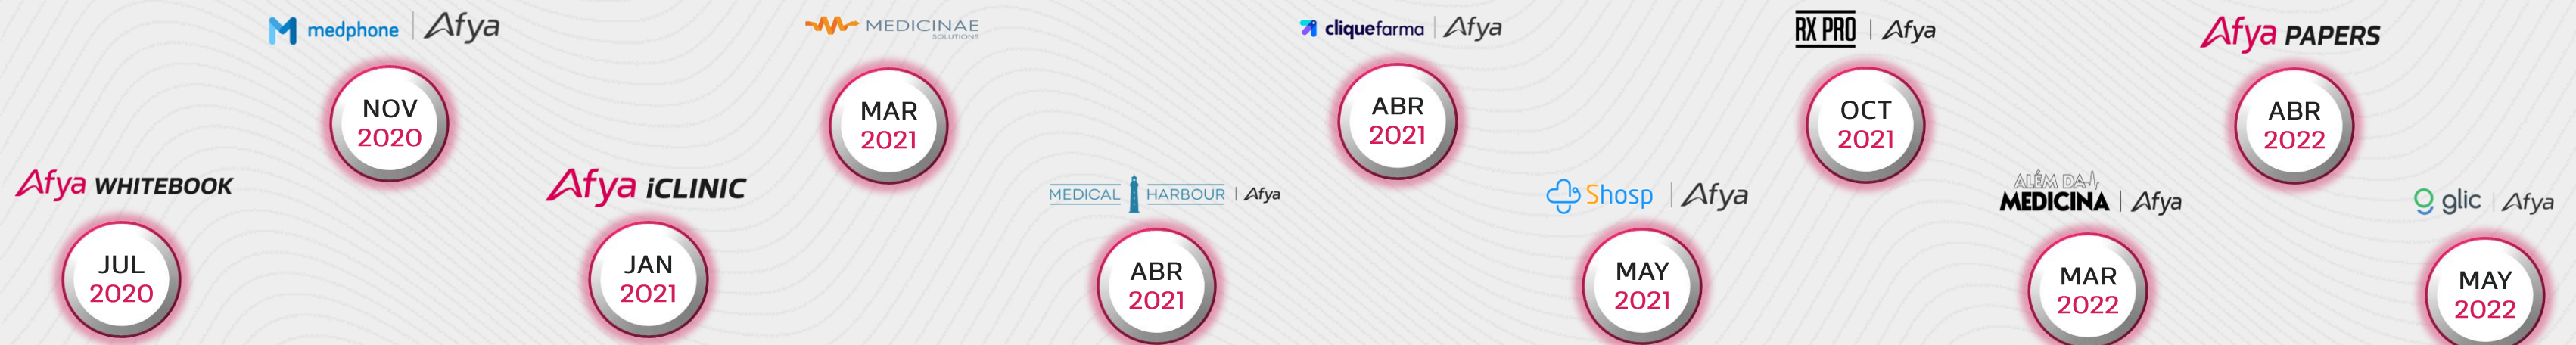 Afya WHITEBOOK
JUL
2020
medphone | Afya
NOV
2020
Afya iCLINIC
JAN
2021
MEDICINAE
SOLUTIONS
MAR
2021
MEDICAL HARBOUR | Afya
ABR
2021
cliquefarma | Afya
ABR
2021
Shosp | Afya
MAY
2021
RX PRO | Afya
OCT
2021
ALÉM DA
MEDICINA | Afya
MAR
2022
Afya PAPERS
ABR
2022
glic | Afya
MAY
2022